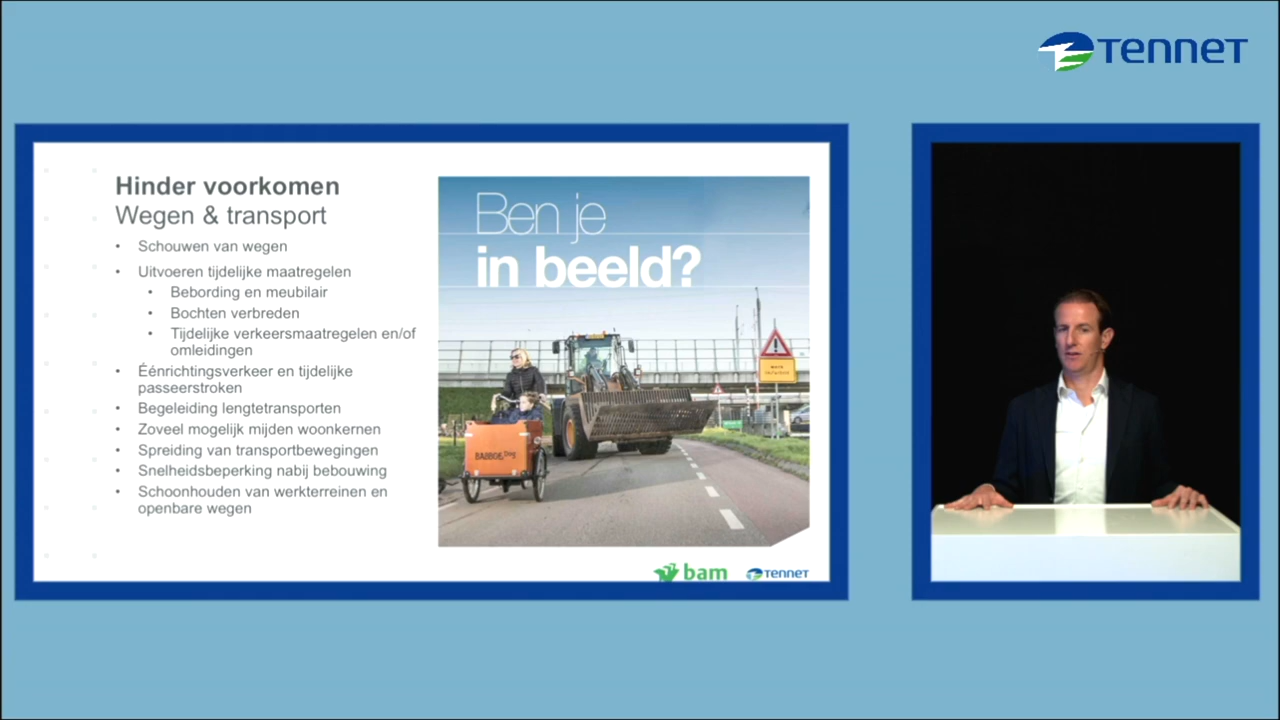 TENNET
Hinder voorkomen
Wegen & transport
• Schouwen van wegen
• Uitvoeren tijdelijke maatregelen
• Bebording en meubilair
• Bochten verbreden
• Tijdelijke verkeersmaatregelen en/of
omleidingen
• Éénrichtingsverkeer en tijdelijke
passeerstroken
• Begeleiding lengtetransporten
• Zoveel mogelijk mijden woonkernen
• Spreiding van transportbewegingen
• Snelheidsbeperking nabij bebouwing
• Schoonhouden van werkterreinen en
openbare wegen
Ben je
in beeld?
BABBOE Dog
bam TENNET